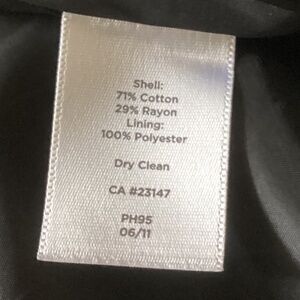 Shell:
71% Cotton
29% Rayon
Lining:
100% Polyester
Dry Clean
CA #23147
PH95
06/11